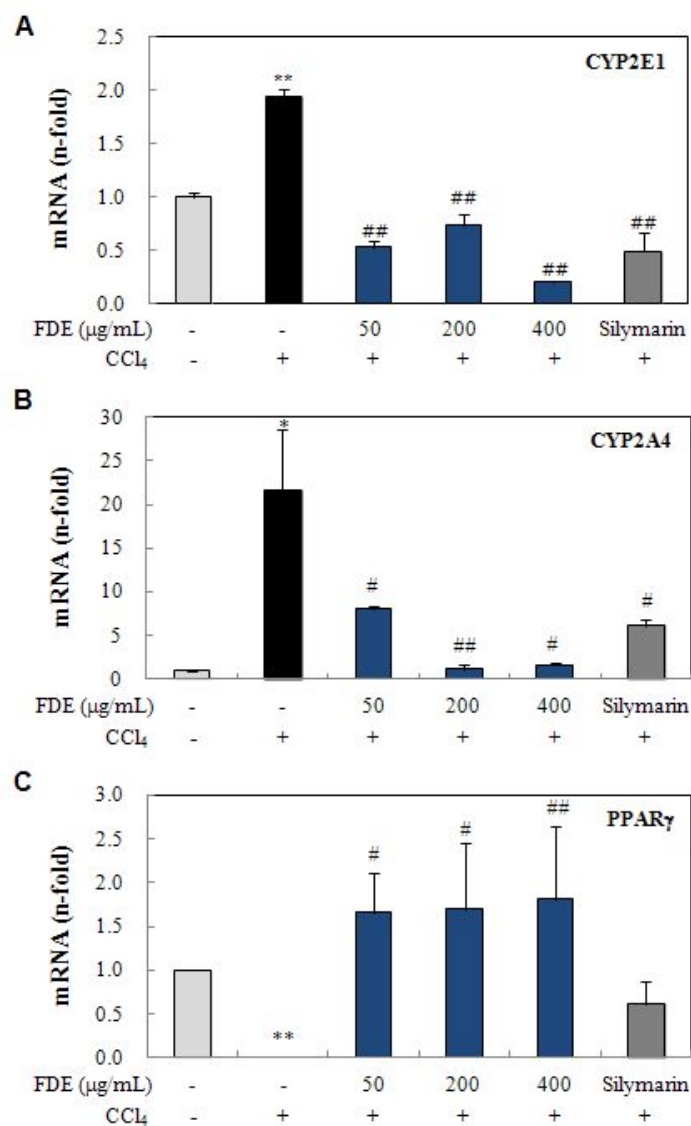 A
2.5
CYP2E1
**
2.0
mRNA (n-fold)
1.5
1.0
##
##
##
##
0.5
0.0
FDE (μg/mL) - - 50 200 400 Silymarin
CCl₄ - + + + + +
B
30
*
CYP2A4
25
mRNA (n-fold)
20
15
10
#
#
5
##
#
0
FDE (μg/mL) - - 50 200 400 Silymarin
CCl₄ - + + + + +
C
3.0
##
PPARγ
2.5
#
#
mRNA (n-fold)
2.0
1.5
1.0
0.5
**
0.0
FDE (μg/mL) - - 50 200 400 Silymarin
CCl₄ - + + + + +